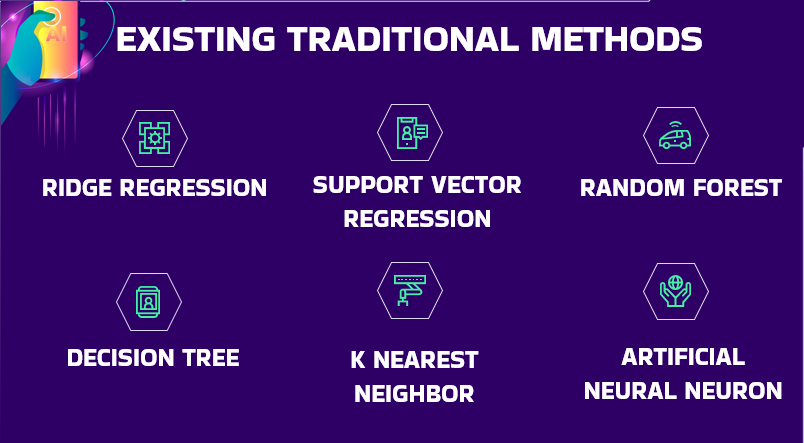 AI
EXISTING TRADITIONAL METHODS
RIDGE REGRESSION
SUPPORT VECTOR
REGRESSION
RANDOM FOREST
DECISION TREE
K NEAREST
NEIGHBOR
ARTIFICIAL
NEURAL NEURON